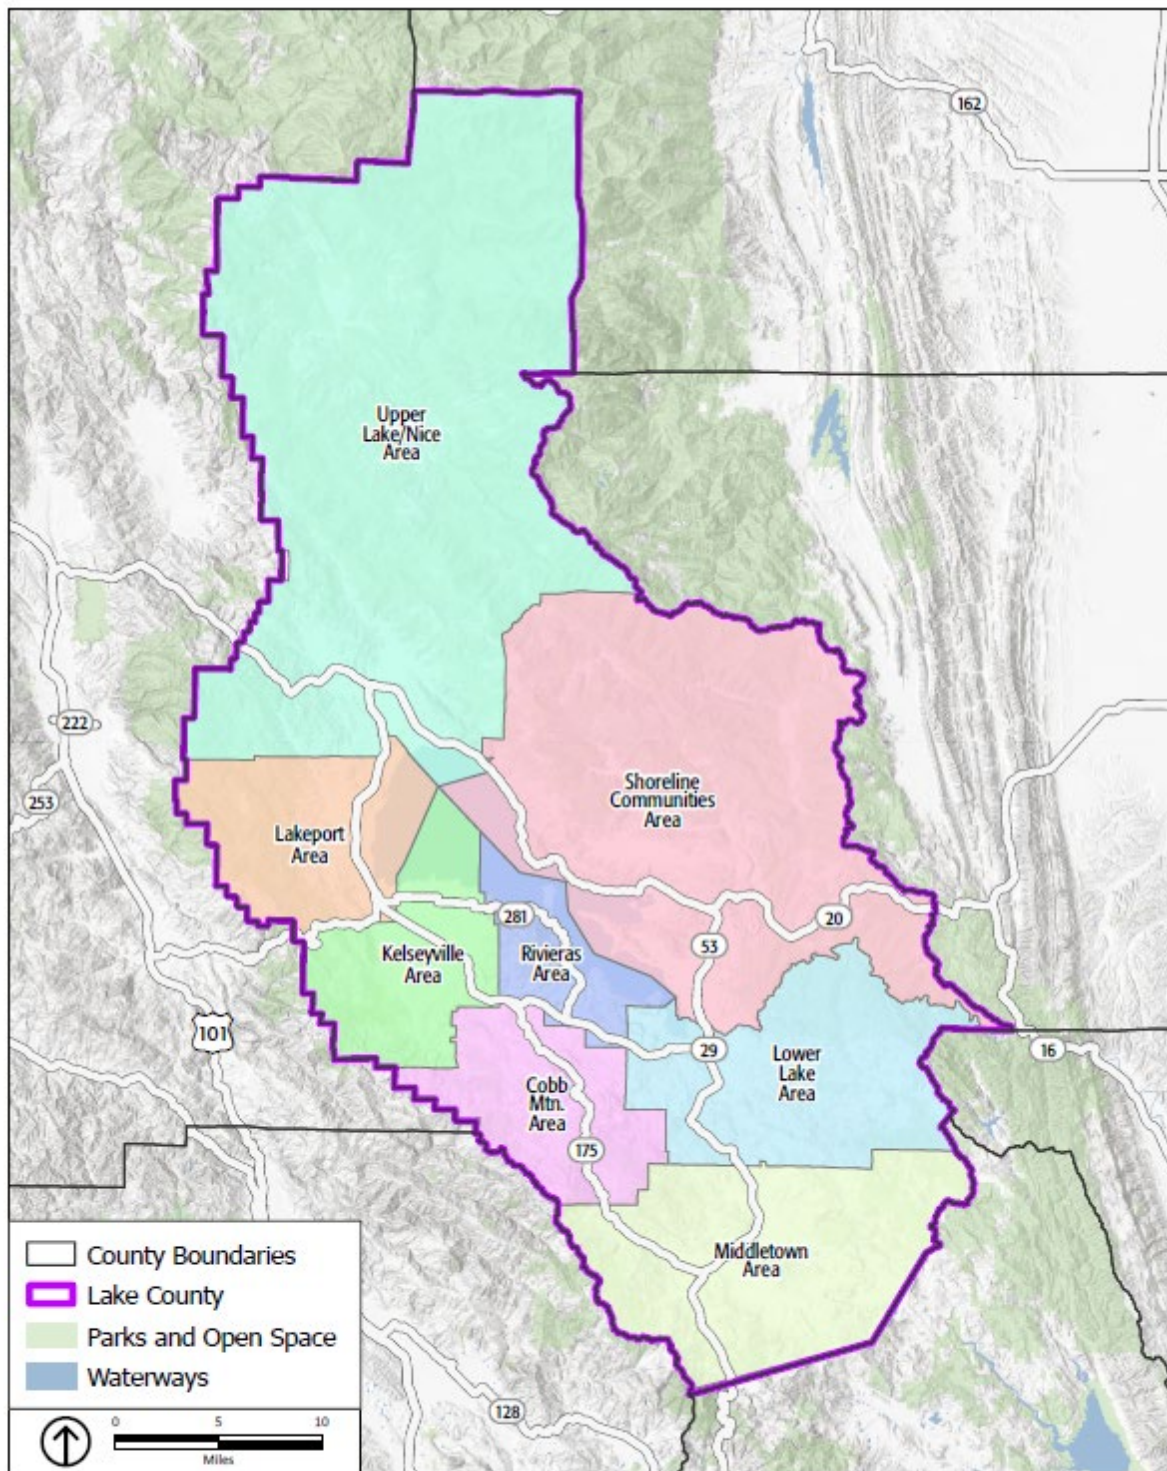 162
Upper
Lake/Nice
Area
222
253
Shoreline
Communities
Area
Lakeport
Area
281
20
53
Kelseyville
Area
Rivieras
Area
101
29
16
Lower
Lake
Area
Cobb
Mtn.
Area
175
Middletown
Area
128
County Boundaries
Lake County
Parks and Open Space
Waterways
0 5 10
Miles